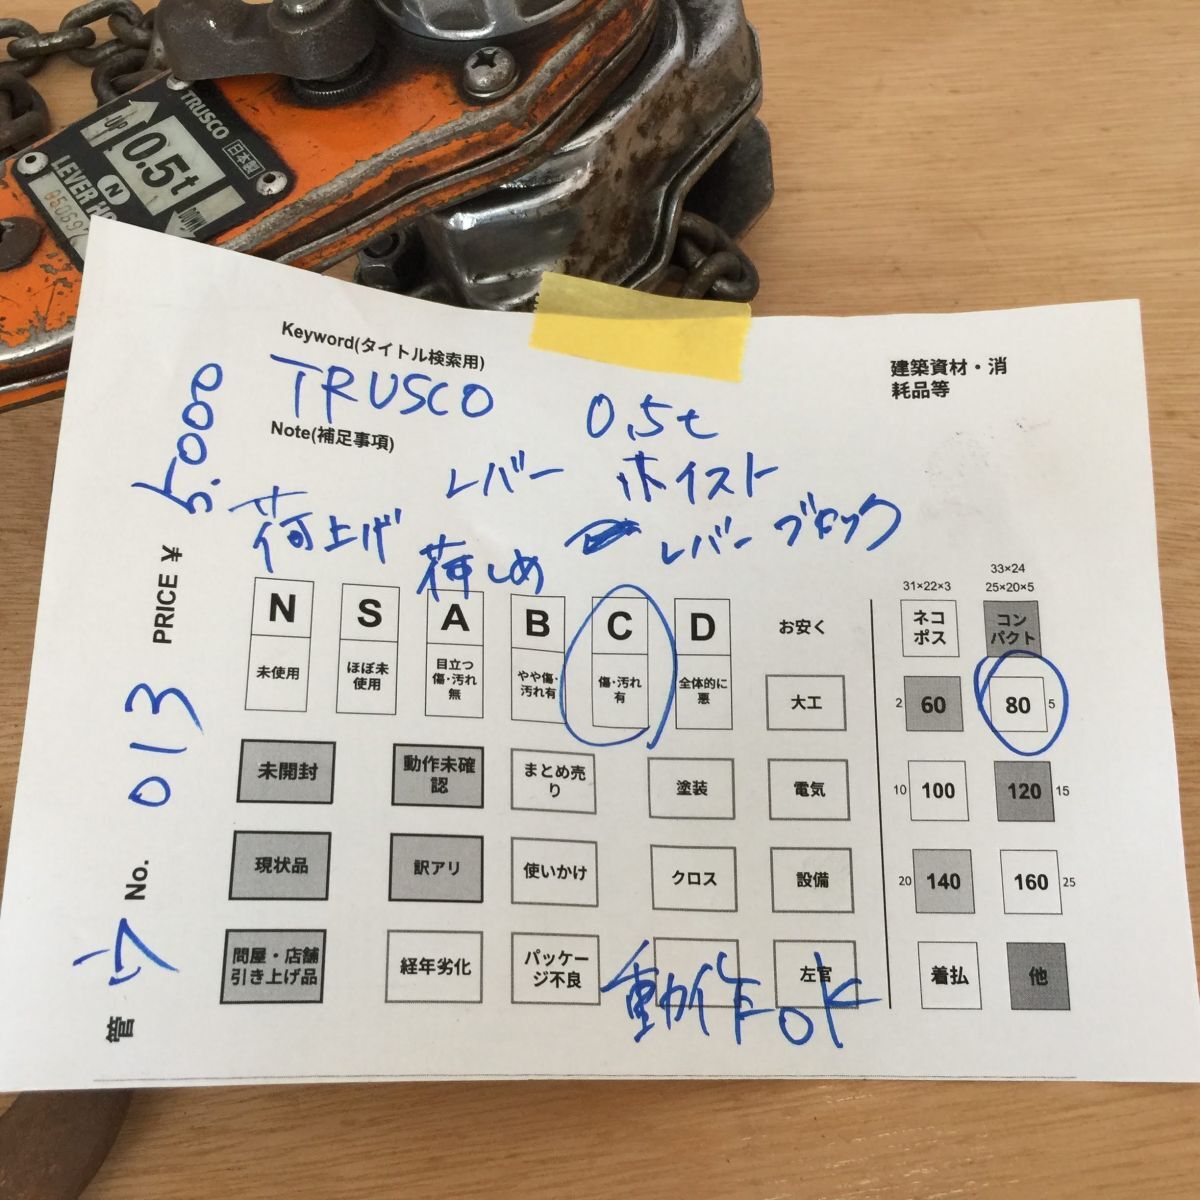 TRUSCO
日本製
UP
0.5t
DOWN
N
LEVER HO
Keyword(タイトル検索用)
TRUSCO 0.5t
建築資材・消
耗品等
Note(補足事項)
レバー ホイスト
荷上げ 荷しめ レバーブロック
PRICE ¥ 5.000
管 ウ No. 013
N 未使用
S ほぼ未使用
A 目立つ傷・汚れ無
B やや傷・汚れ有
C 傷・汚れ有
D 全体的に悪
お安く
大工
未開封
動作未確認
まとめ売り
塗装
電気
現状品
訳アリ
使いかけ
クロス
設備
問屋・店舗引き上げ品
経年劣化
パッケージ不良
左官
動作OK
31×22×3
33×24
25×20×5
ネコポス
コンパクト
2 60 80 5
10 100 120 15
20 140 160 25
着払 他